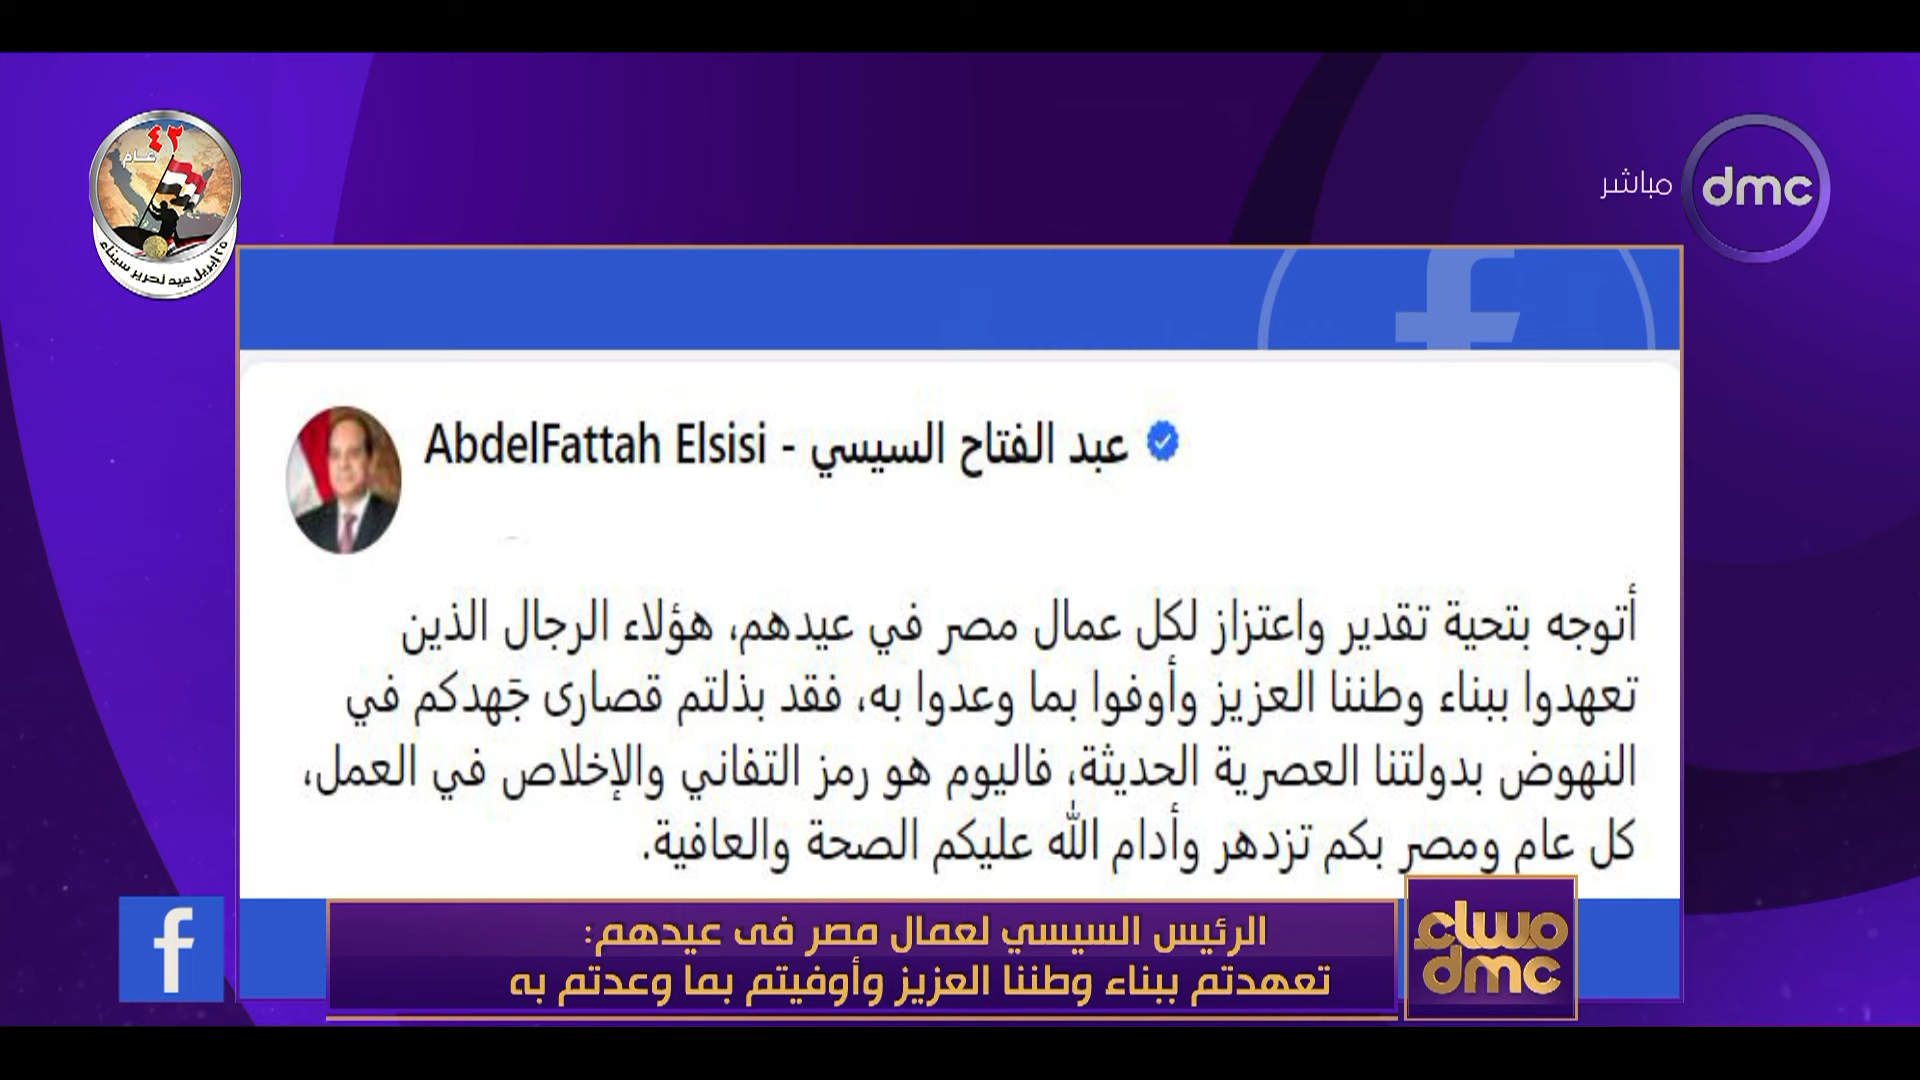 ٤٢
عام
٢٥ ابريل عيد تحرير سيناء
مباشر
dmc
AbdelFattah Elsisi - عبد الفتاح السيسي
أتوجه بتحية تقدير واعتزاز لكل عمال مصر في عيدهم، هؤلاء الرجال الذين
تعهدوا ببناء وطننا العزيز وأوفوا بما وعدوا به، فقد بذلتم قصارى جَهدكم في
النهوض بدولتنا العصرية الحديثة، فاليوم هو رمز التفاني والإخلاص في العمل،
كل عام ومصر بكم تزدهر وأدام الله عليكم الصحة والعافية.
الرئيس السيسي لعمال مصر فى عيدهم:
تعهدتم ببناء وطننا العزيز وأوفيتم بما وعدتم به
مساء
dmc